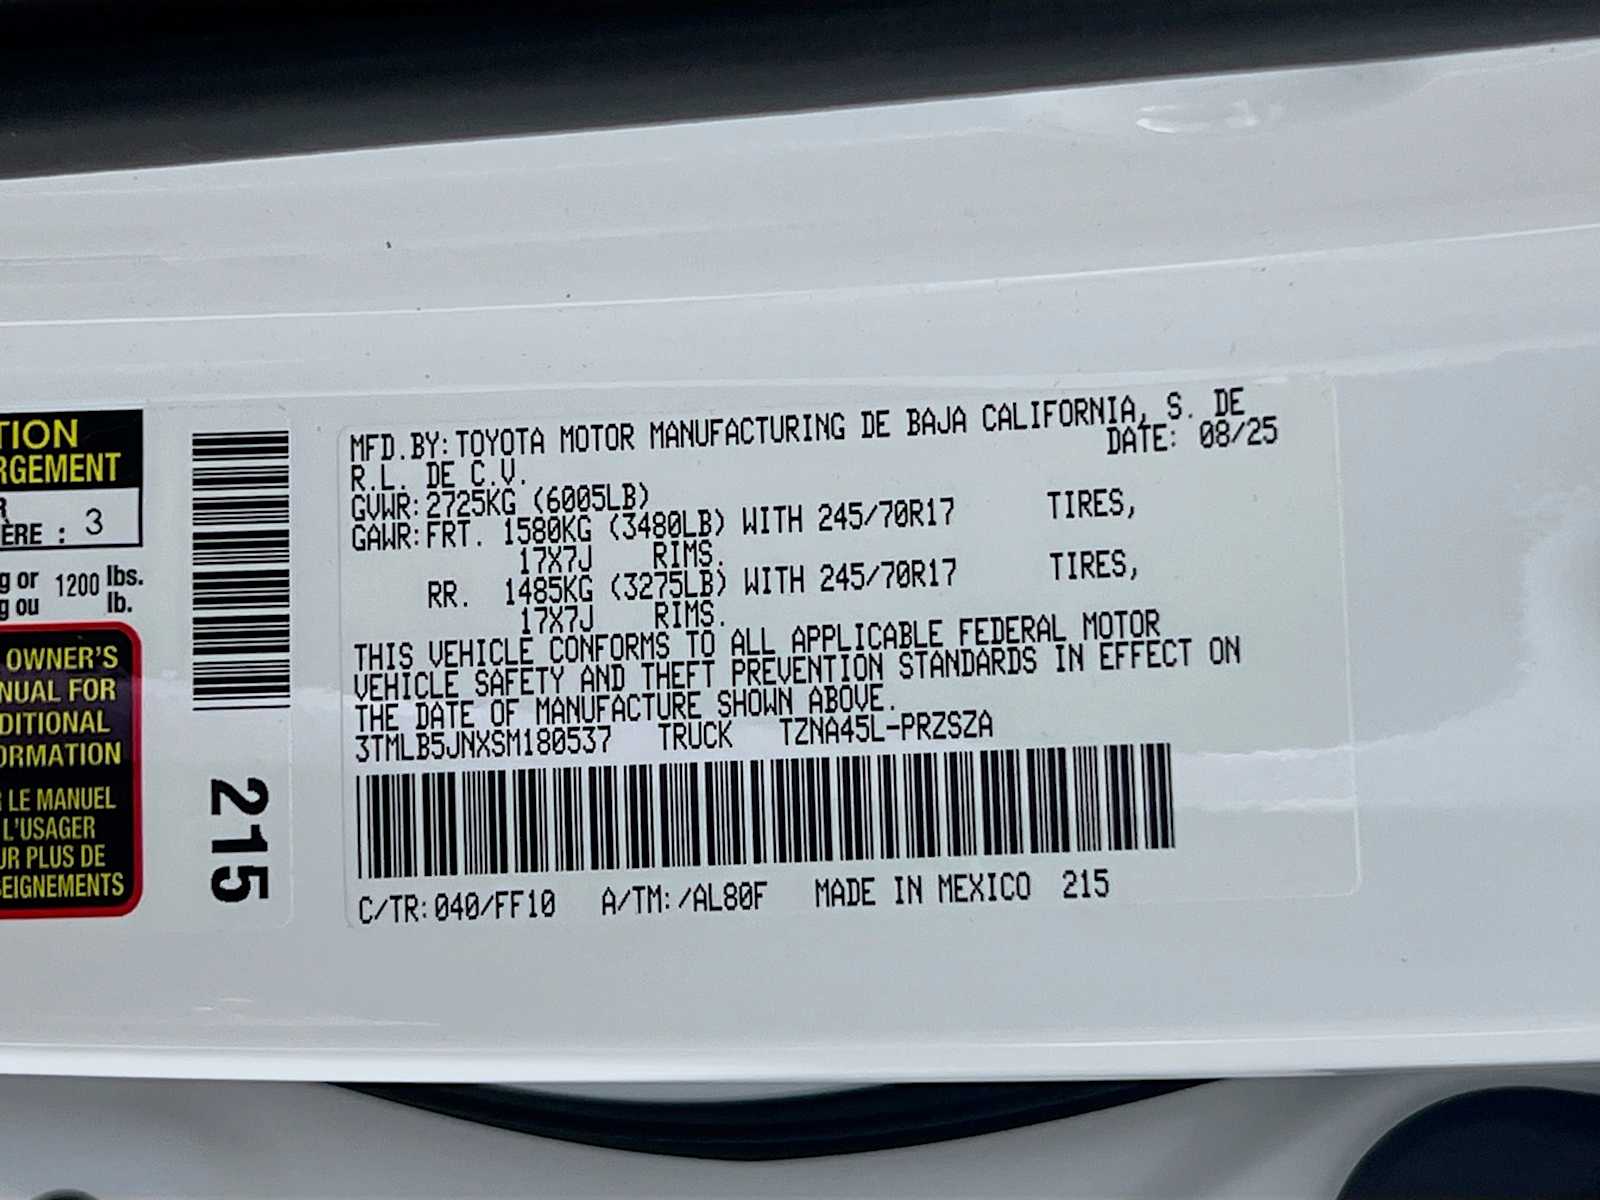 TION
RGEMENT
R
ERE : 3
g or 1200 lbs.
g ou lb.
OWNER'S
NUAL FOR
DITIONAL
ORMATION
LE MANUEL
L'USAGER
UR PLUS DE
SEIGNEMENTS
215
MFD.BY:TOYOTA MOTOR MANUFACTURING DE BAJA CALIFORNIA, S. DE
R.L. DE C.V. DATE: 08/25
GVWR:2725KG (6005LB)
GAWR:FRT. 1580KG (3480LB) WITH 245/70R17 TIRES,
17X7J RIMS.
RR. 1485KG (3275LB) WITH 245/70R17 TIRES,
17X7J RIMS.
THIS VEHICLE CONFORMS TO ALL APPLICABLE FEDERAL MOTOR
VEHICLE SAFETY AND THEFT PREVENTION STANDARDS IN EFFECT ON
THE DATE OF MANUFACTURE SHOWN ABOVE.
3TMLB5JNXSM180537 TRUCK TZNA45L-PRZSZA
C/TR:040/FF10 A/TM:/AL80F MADE IN MEXICO 215